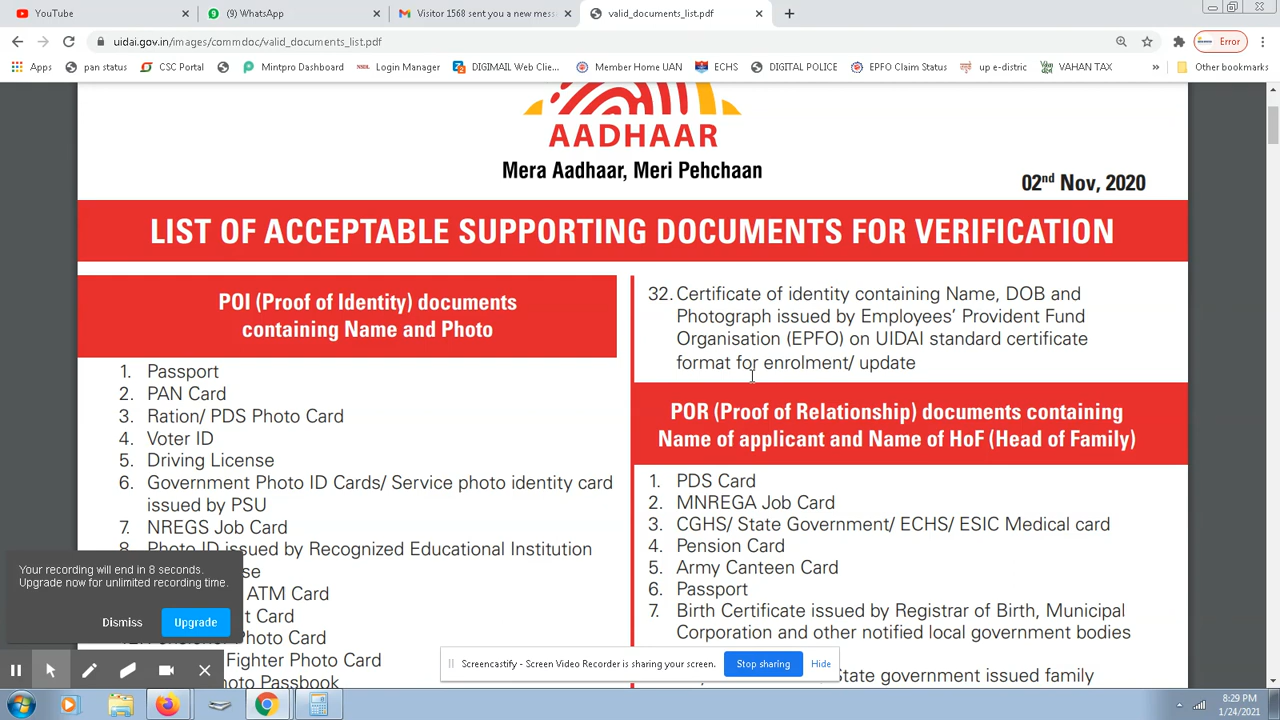 YouTube
(9) WhatsApp
Visitor 1568 sent you a new mess
valid_documents_list.pdf
uidai.gov.in/images/commdoc/valid_documents_list.pdf
Error
Apps
pan status
CSC Portal
Mintpro Dashboard
NSDL
Login Manager
DIGIMAIL Web Clie...
Member Home UAN
ECHS
DIGITAL POLICE
EPFO Claim Status
up e-distric
VAHAN TAX
»
Other bookmarks
AADHAAR
Mera Aadhaar, Meri Pehchaan
02nd Nov, 2020
LIST OF ACCEPTABLE SUPPORTING DOCUMENTS FOR VERIFICATION
POI (Proof of Identity) documents
containing Name and Photo
1. Passport
2. PAN Card
3. Ration/ PDS Photo Card
4. Voter ID
5. Driving License
6. Government Photo ID Cards/ Service photo identity card
issued by PSU
7. NREGS Job Card
8. Photo ID issued by Recognized Educational Institution
se
ATM Card
t Card
Photo Card
Fighter Photo Card
oto Passbook
32. Certificate of identity containing Name, DOB and
Photograph issued by Employees’ Provident Fund
Organisation (EPFO) on UIDAI standard certificate
format for enrolment/ update
POR (Proof of Relationship) documents containing
Name of applicant and Name of HoF (Head of Family)
1. PDS Card
2. MNREGA Job Card
3. CGHS/ State Government/ ECHS/ ESIC Medical card
4. Pension Card
5. Army Canteen Card
6. Passport
7. Birth Certificate issued by Registrar of Birth, Municipal
Corporation and other notified local government bodies
State government issued family
Your recording will end in 8 seconds.
Upgrade now for unlimited recording time.
Dismiss
Upgrade
Screencastify - Screen Video Recorder is sharing your screen.
Stop sharing
Hide
8:29 PM
1/24/2021